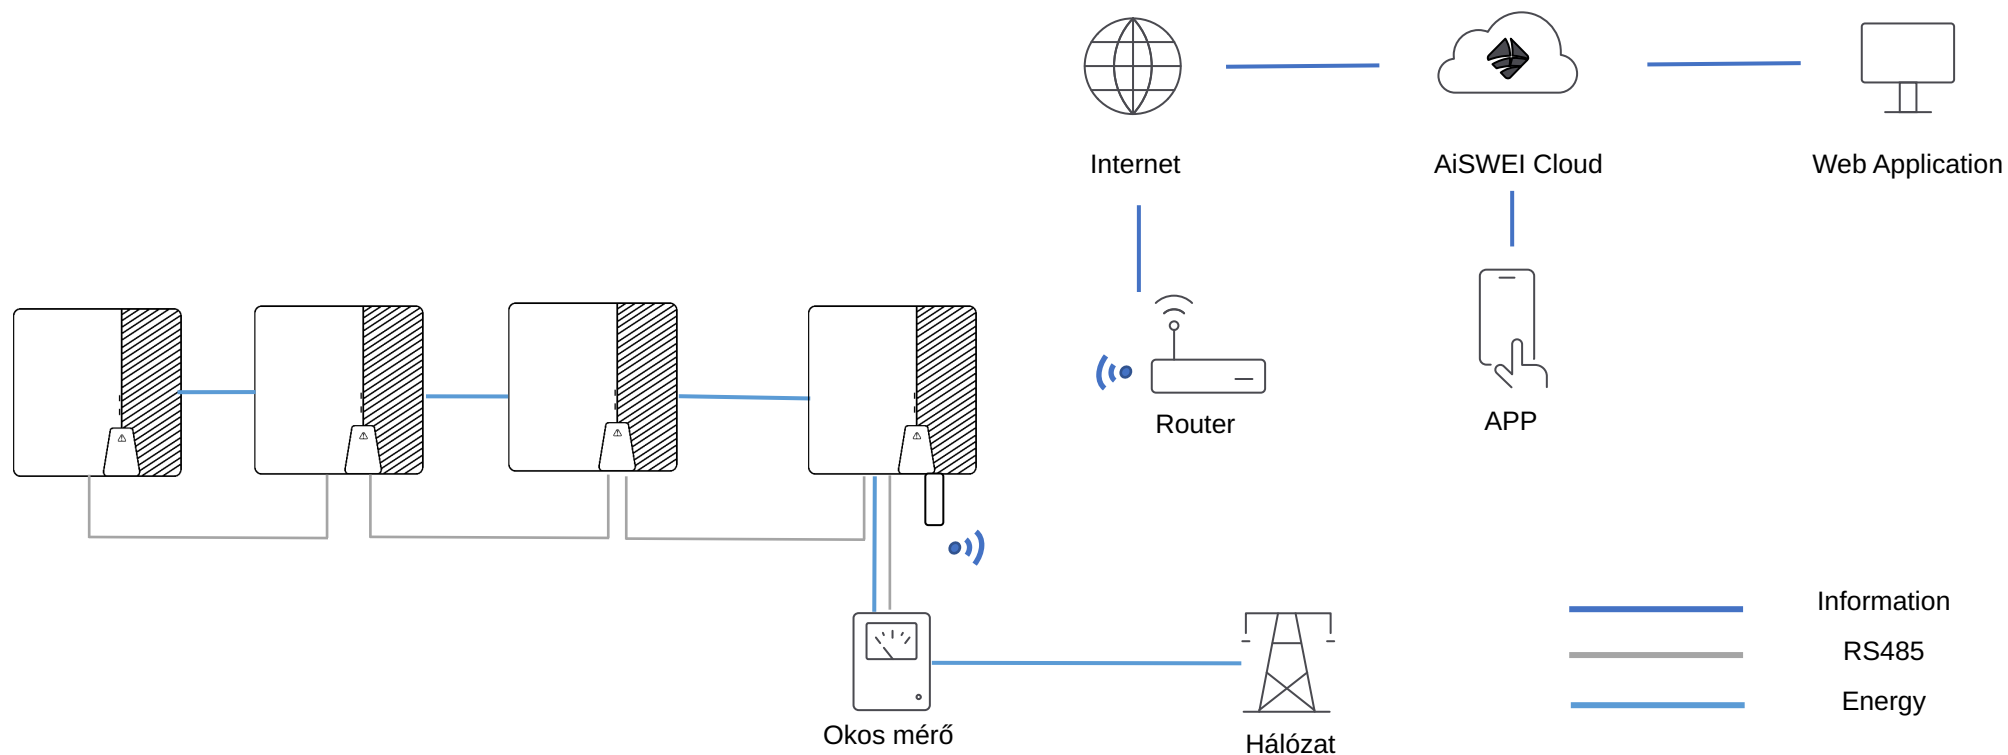 Internet
AiSWEI Cloud
Web Application
Router
APP
Information
RS485
Energy
Okos mérő
Hálózat